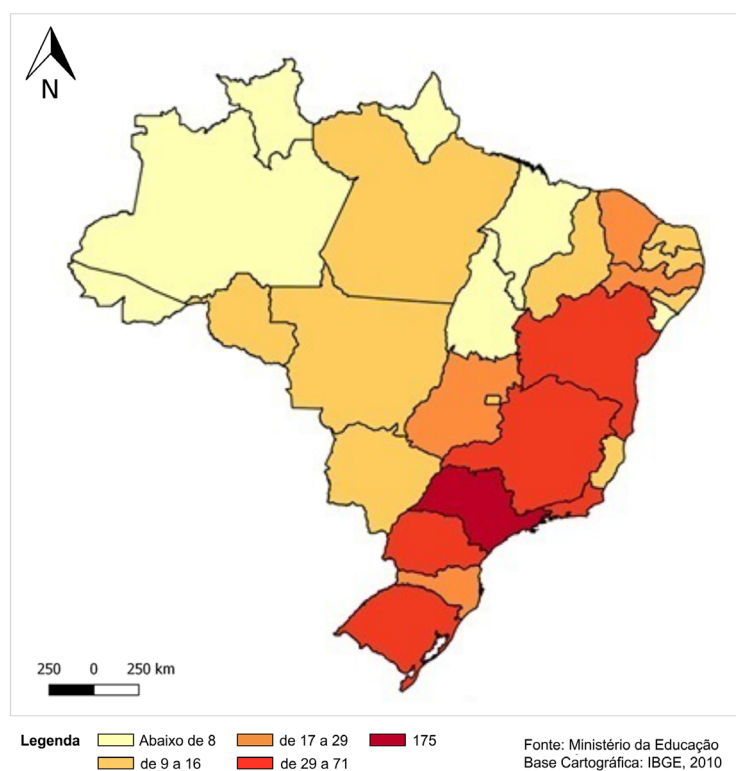 N
250 0 250 km
Legenda
Abaixo de 8
de 17 a 29
175
de 9 a 16
de 29 a 71
Fonte: Ministério da Educação
Base Cartográfica: IBGE, 2010